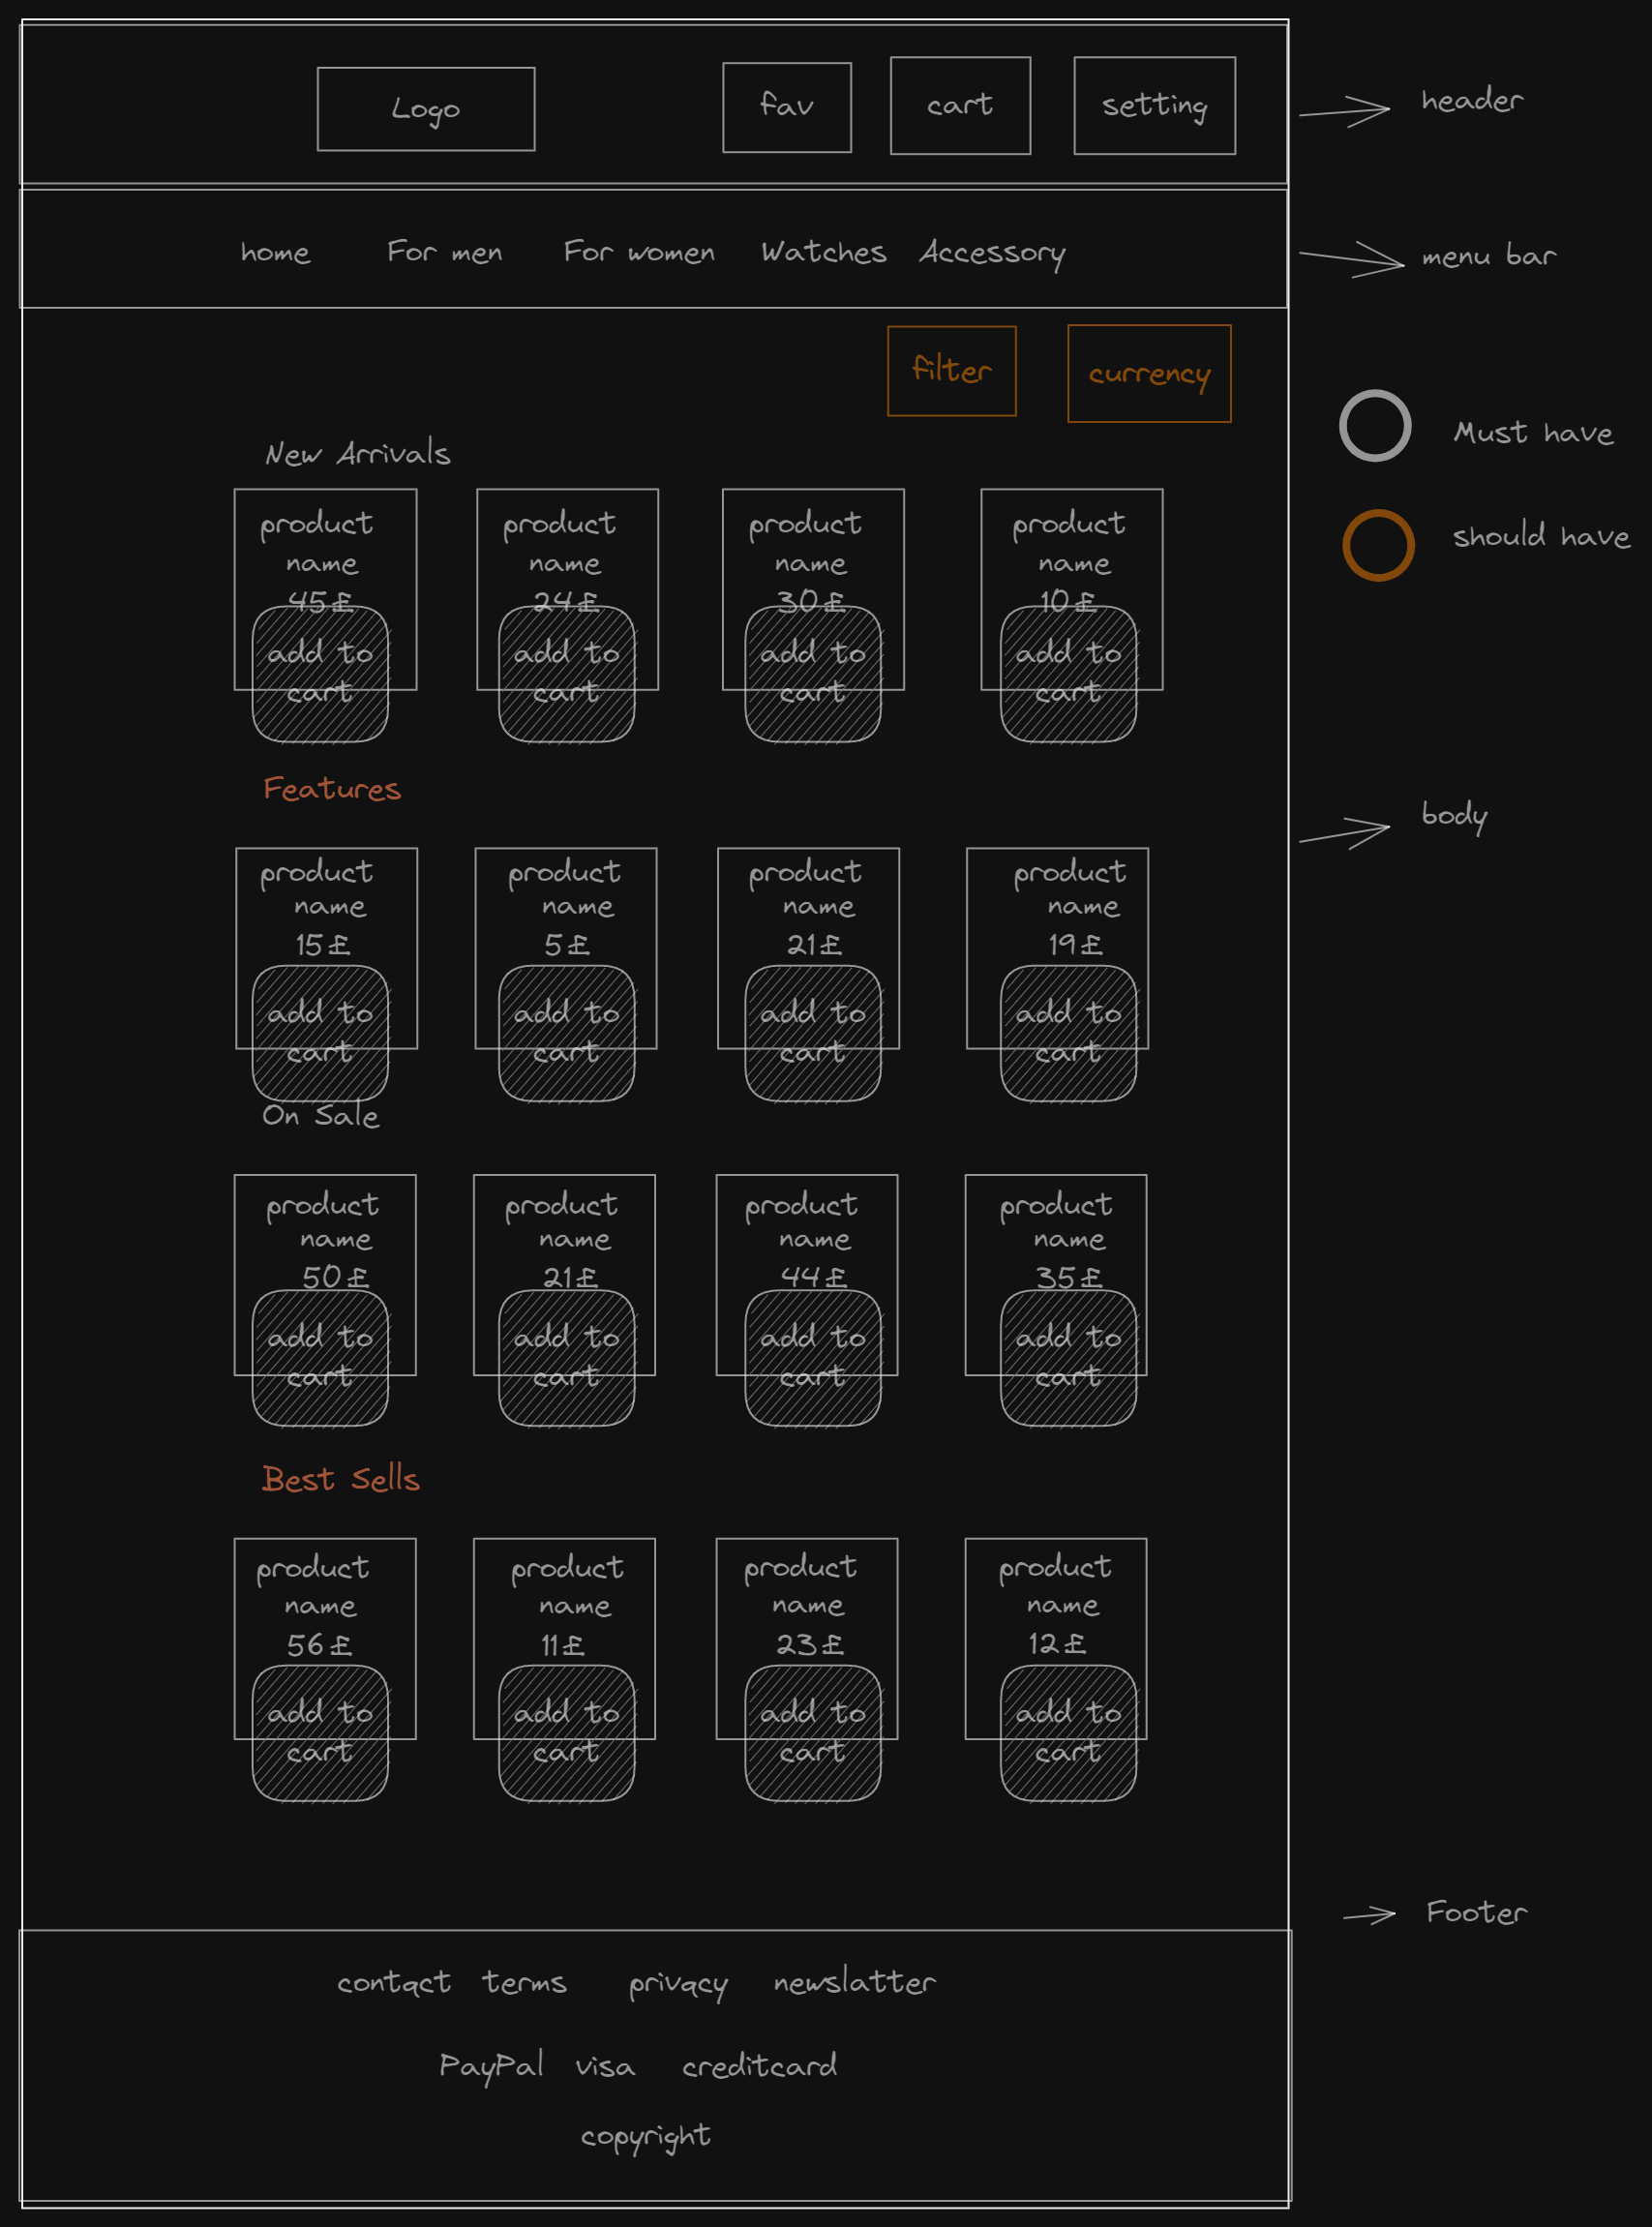 Logo
fav
cart
setting
header
home
For men
For women
Watches
Accessory
menu bar
filter
currency
Must have
should have
New Arrivals
product
name
45£
add to
cart
product
name
24£
add to
cart
product
name
30£
add to
cart
product
name
10£
add to
cart
Features
body
product
name
15£
add to
cart
product
name
5£
add to
cart
product
name
21£
add to
cart
product
name
19£
add to
cart
On Sale
product
name
50£
add to
cart
product
name
21£
add to
cart
product
name
44£
add to
cart
product
name
35£
add to
cart
Best Sells
product
name
56£
add to
cart
product
name
11£
add to
cart
product
name
23£
add to
cart
product
name
12£
add to
cart
Footer
contact terms privacy newslatter
PayPal visa creditcard
copyright